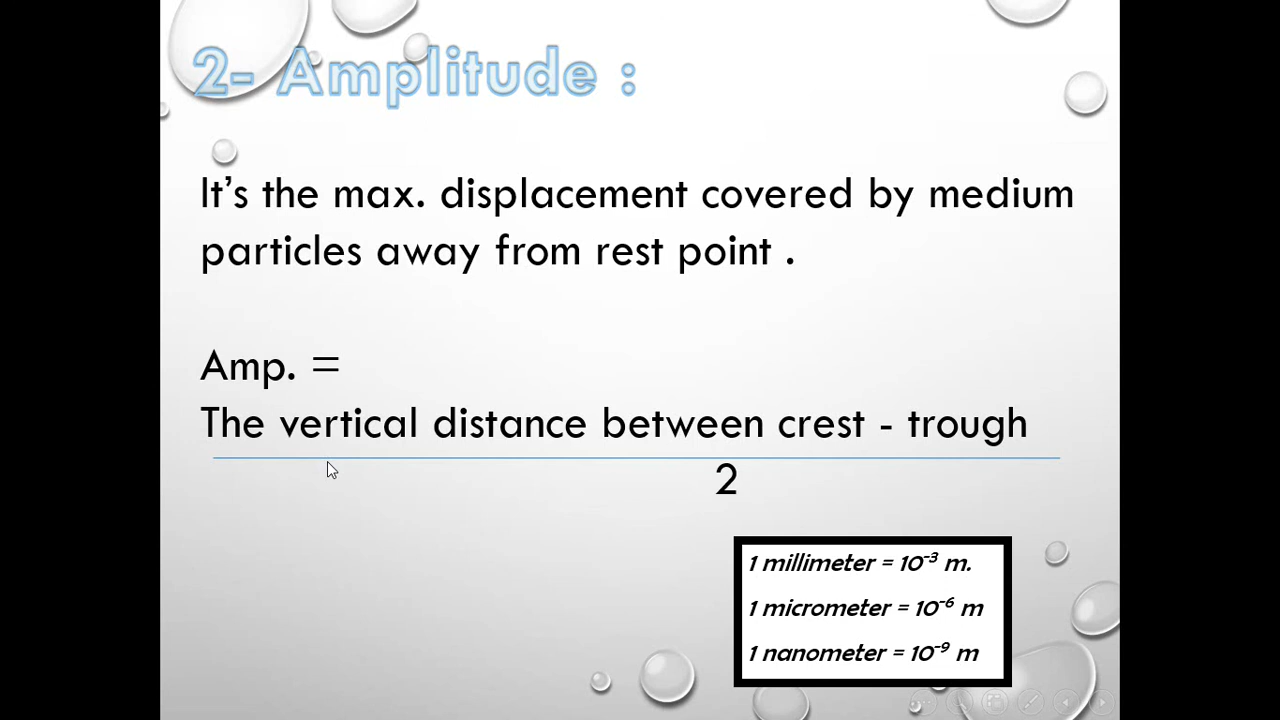 2- Amplitude :
It’s the max. displacement covered by medium
particles away from rest point .
Amp. =
The vertical distance between crest - trough
2
1 millimeter = 10⁻³ m.
1 micrometer = 10⁻⁶ m
1 nanometer = 10⁻⁹ m